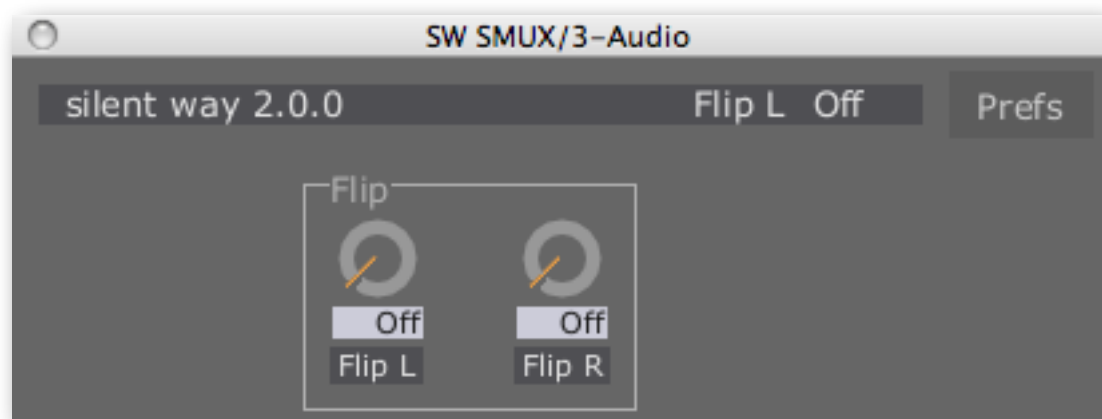 SW SMUX/3-Audio
silent way 2.0.0 Flip L Off Prefs
Flip
Off Off
Flip L Flip R